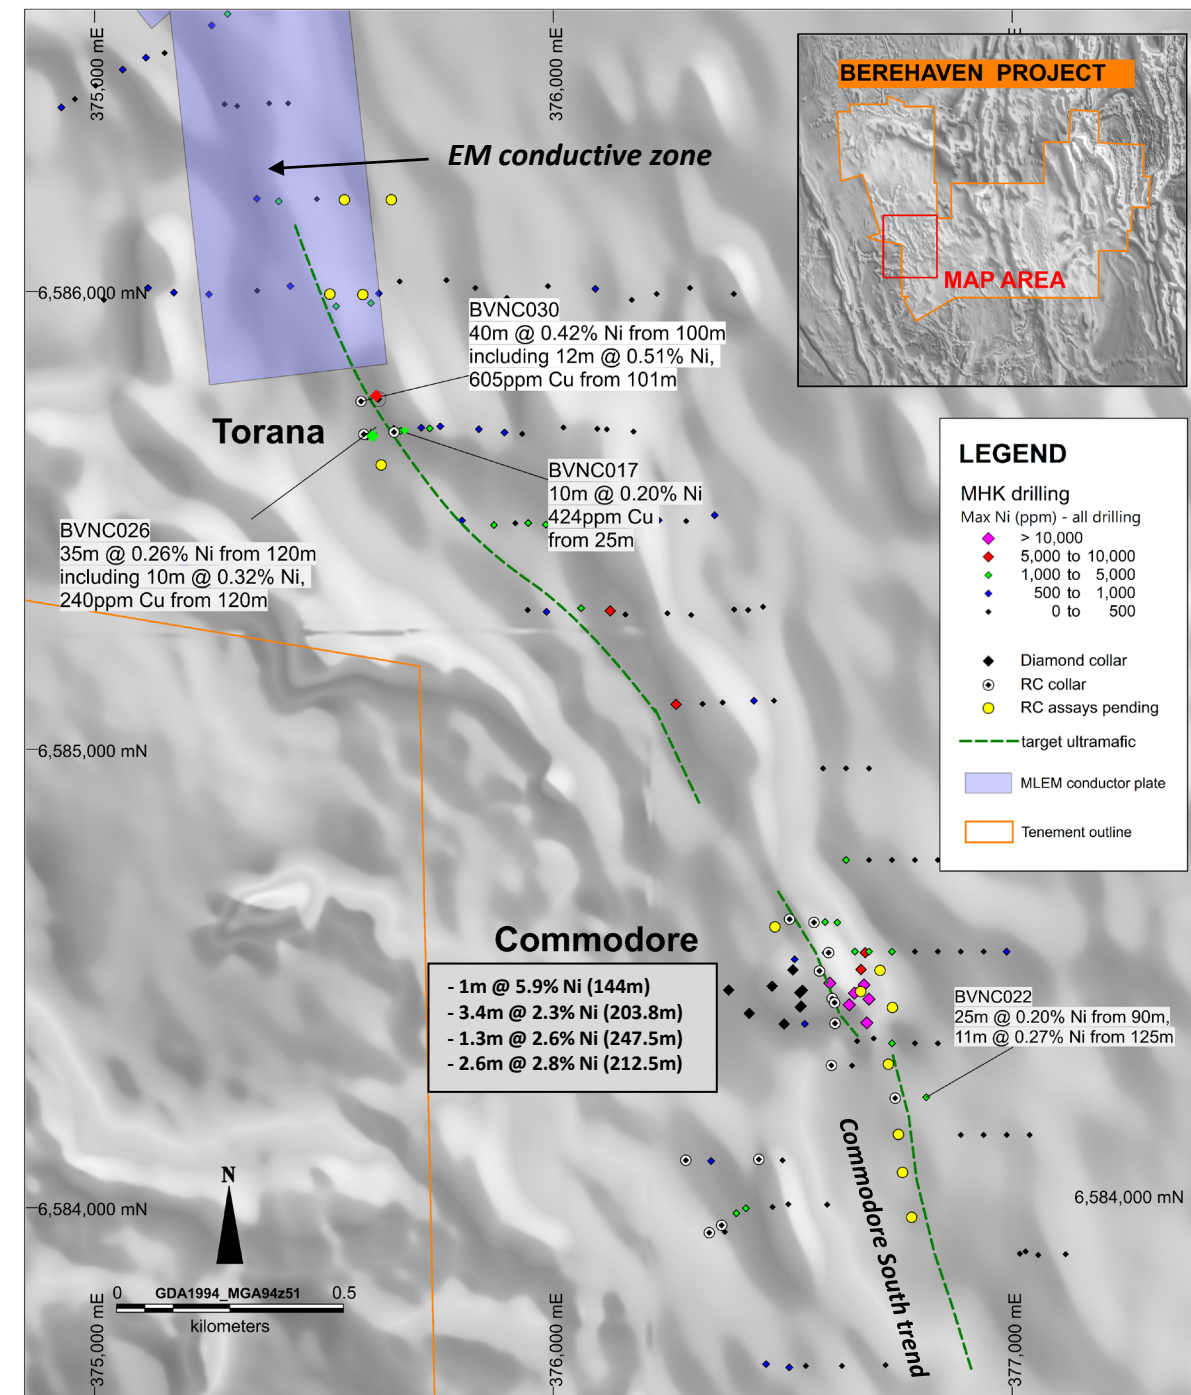 375,000 mE
376,000 mE
E
BEREHAVEN PROJECT
MAP AREA
EM conductive zone
6,586,000 mN
BVNC030
40m @ 0.42% Ni from 100m
including 12m @ 0.51% Ni,
605ppm Cu from 101m
Torana
BVNC017
10m @ 0.20% Ni
424ppm Cu
from 25m
BVNC026
35m @ 0.26% Ni from 120m
including 10m @ 0.32% Ni,
240ppm Cu from 120m
LEGEND
MHK drilling
Max Ni (ppm) - all drilling
> 10,000
5,000 to 10,000
1,000 to 5,000
500 to 1,000
0 to 500
Diamond collar
RC collar
RC assays pending
target ultramafic
MLEM conductor plate
Tenement outline
6,585,000 mN
Commodore
- 1m @ 5.9% Ni (144m)
- 3.4m @ 2.3% Ni (203.8m)
- 1.3m @ 2.6% Ni (247.5m)
- 2.6m @ 2.8% Ni (212.5m)
BVNC022
25m @ 0.20% Ni from 90m,
11m @ 0.27% Ni from 125m
Commodore South trend
N
6,584,000 mN
6,584,000 mN
0 GDA1994_MGA94z51 0.5
kilometers
375,000 mE
376,000 mE
377,000 mE